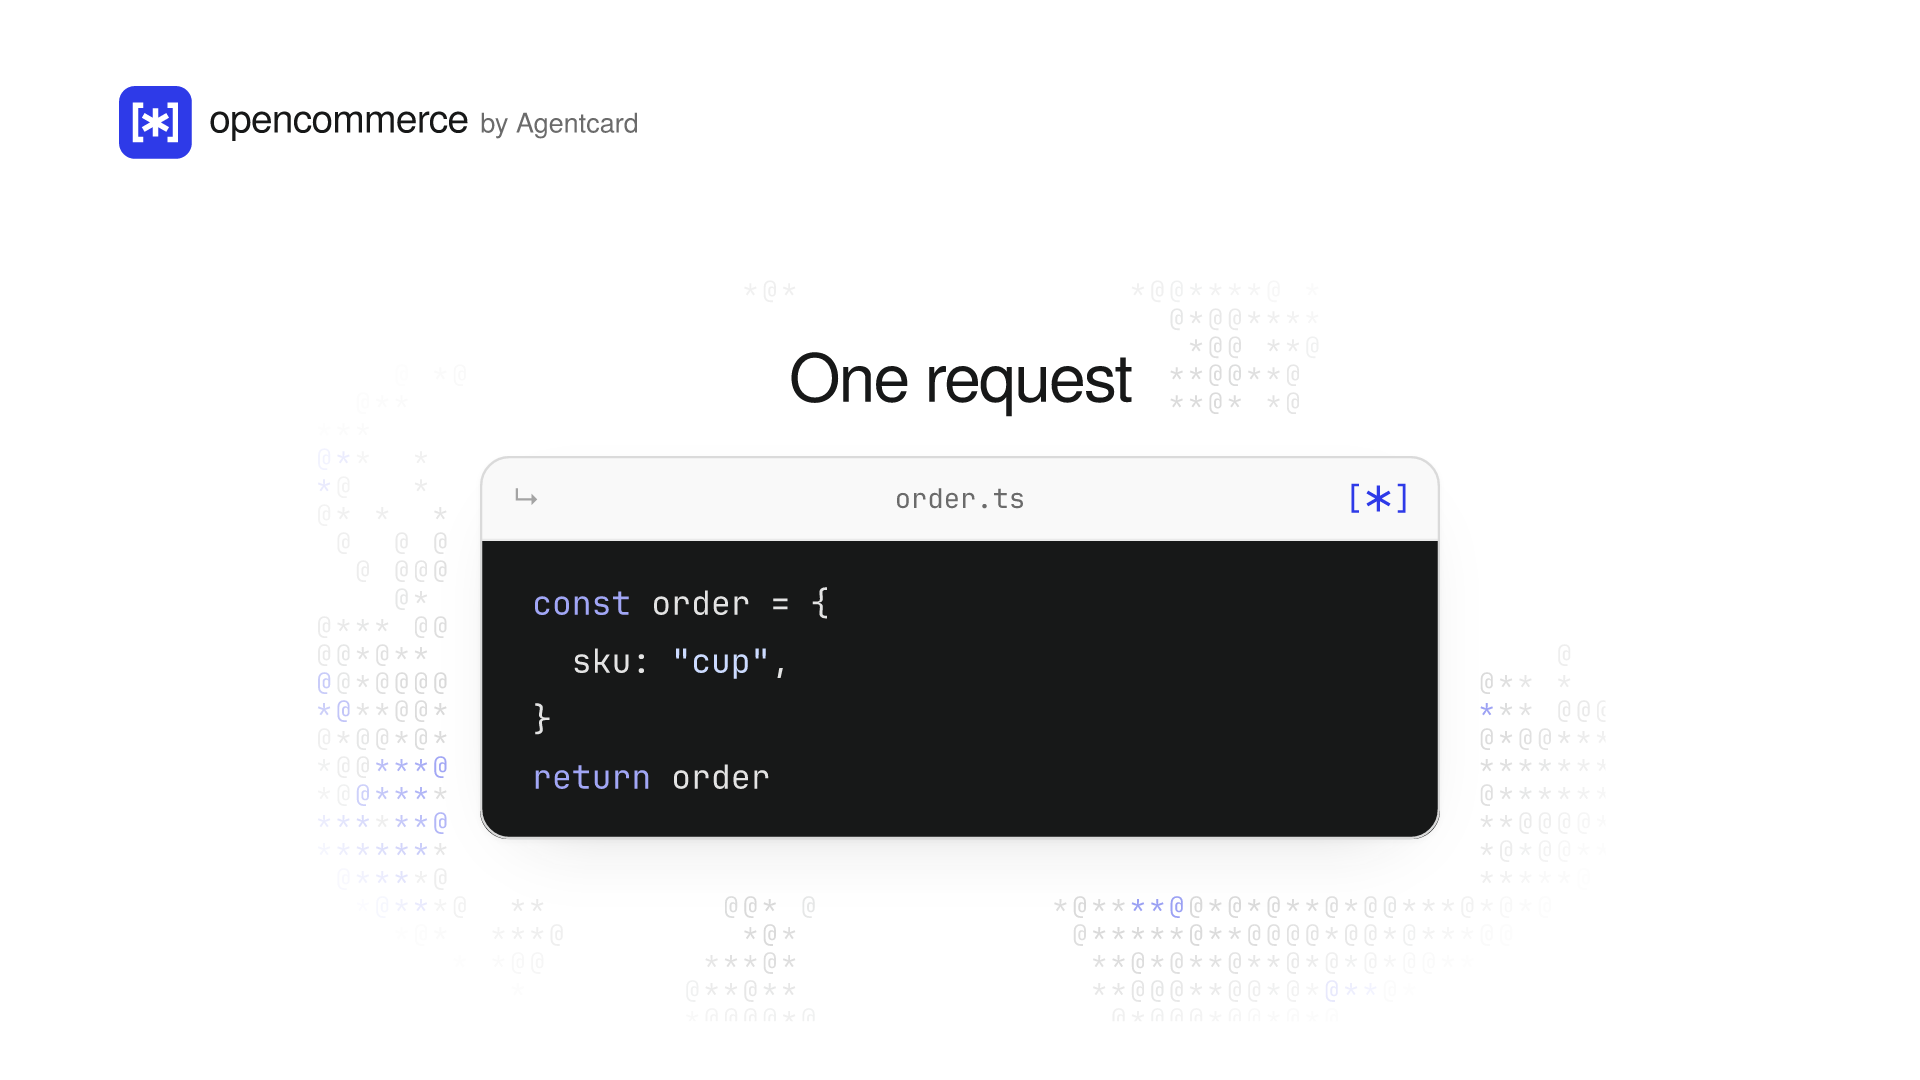 [*] opencommerce by Agentcard
One request
order.ts [*]
const order = {
  sku: "cup",
}
return order